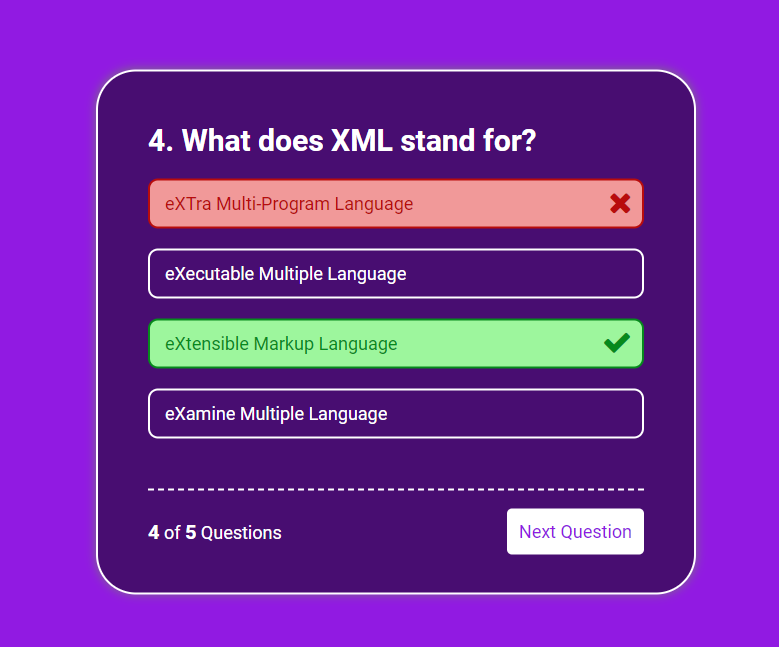 4. What does XML stand for?
eXTra Multi-Program Language
eXecutable Multiple Language
eXtensible Markup Language
eXamine Multiple Language
4 of 5 Questions
Next Question